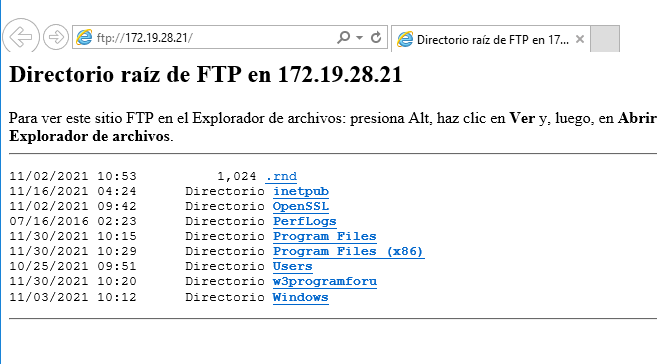 ftp://172.19.28.21/
Directorio raíz de FTP en 17...
Directorio raíz de FTP en 172.19.28.21
Para ver este sitio FTP en el Explorador de archivos: presiona Alt, haz clic en Ver y, luego, en Abrir
Explorador de archivos.
11/02/2021 10:53 1,024 .rnd
11/16/2021 04:24 Directorio inetpub
11/02/2021 09:42 Directorio OpenSSL
07/16/2016 02:23 Directorio PerfLogs
11/30/2021 10:15 Directorio Program Files
11/30/2021 10:29 Directorio Program Files (x86)
10/25/2021 09:51 Directorio Users
11/30/2021 10:20 Directorio w3programforu
11/03/2021 10:12 Directorio Windows